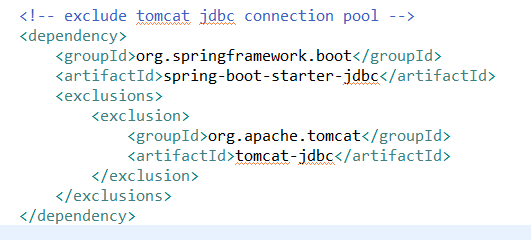 <!-- exclude tomcat jdbc connection pool -->
<dependency>
<groupId>org.springframework.boot</groupId>
<artifactId>spring-boot-starter-jdbc</artifactId>
<exclusions>
<exclusion>
<groupId>org.apache.tomcat</groupId>
<artifactId>tomcat-jdbc</artifactId>
</exclusion>
</exclusions>
</dependency>